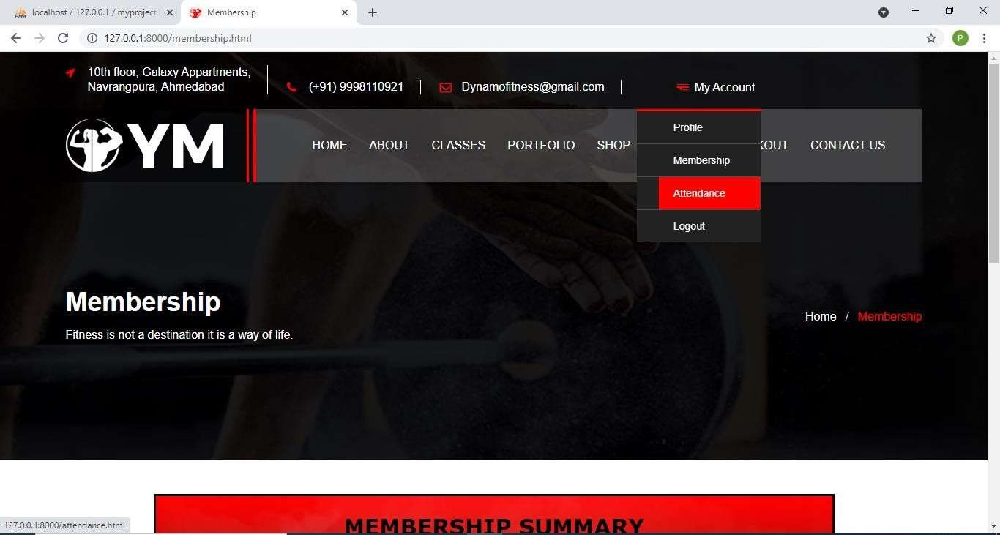 localhost / 127.0.0.1 / myproject
Membership
127.0.0.1:8000/membership.html
P
10th floor, Galaxy Appartments,
Navrangpura, Ahmedabad
(+91) 9998110921
Dynamofitness@gmail.com
My Account
YM
HOME ABOUT CLASSES PORTFOLIO SHOP KOUT CONTACT US
Profile
Membership
Attendance
Logout
Membership
Fitness is not a destination it is a way of life.
Home / Membership
MEMBERSHIP SUMMARY
127.0.0.1:8000/attendance.html